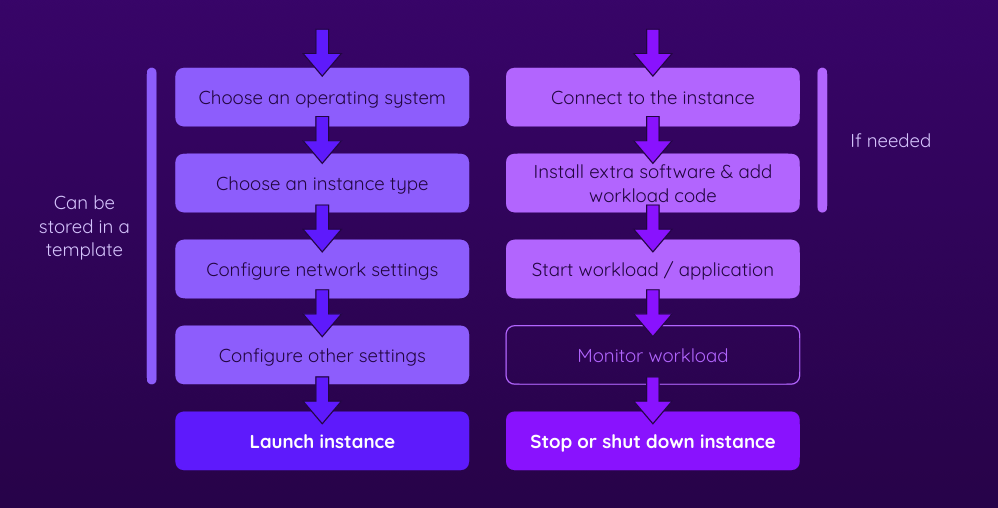 Choose an operating system
Choose an instance type
Configure network settings
Configure other settings
Launch instance
Can be
stored in a
template
Connect to the instance
Install extra software & add
workload code
Start workload / application
Monitor workload
Stop or shut down instance
If needed